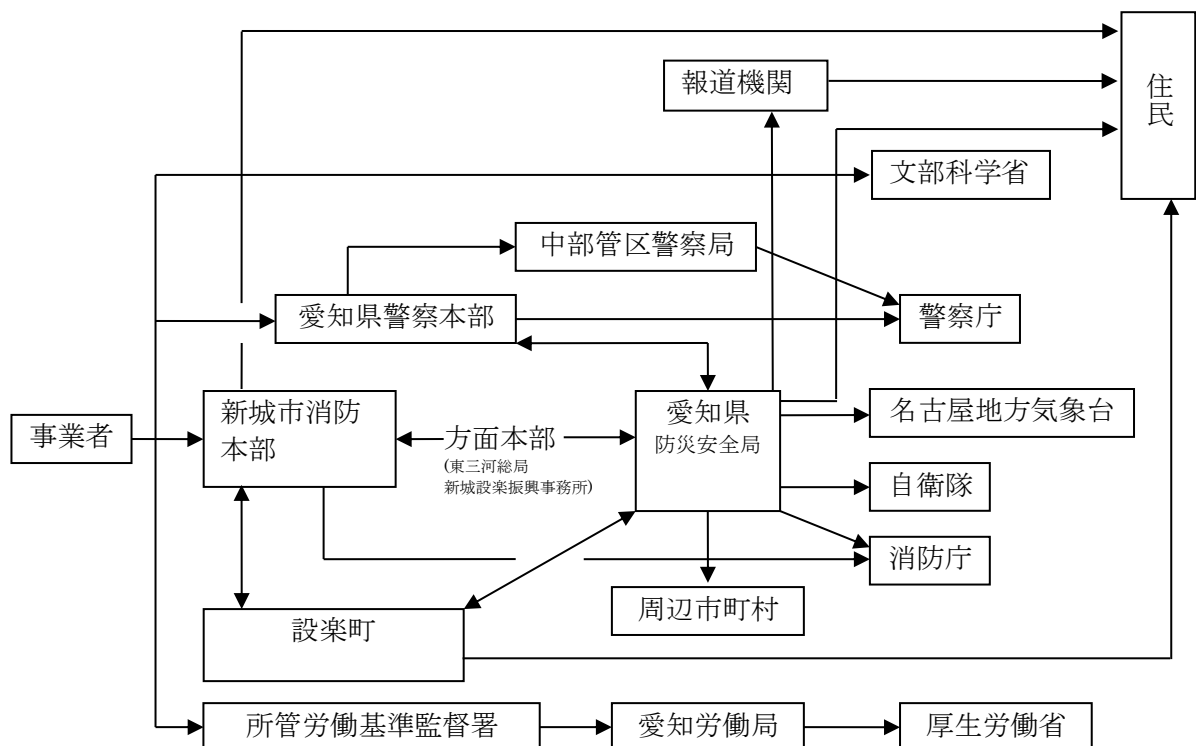 住民
報道機関
文部科学省
中部管区警察局
愛知県警察本部
警察庁
事業者
新城市消防
本部
方面本部
(東三河総局
新城設楽振興事務所)
愛知県
防災安全局
名古屋地方気象台
自衛隊
消防庁
周辺市町村
設楽町
所管労働基準監督署
愛知労働局
厚生労働省